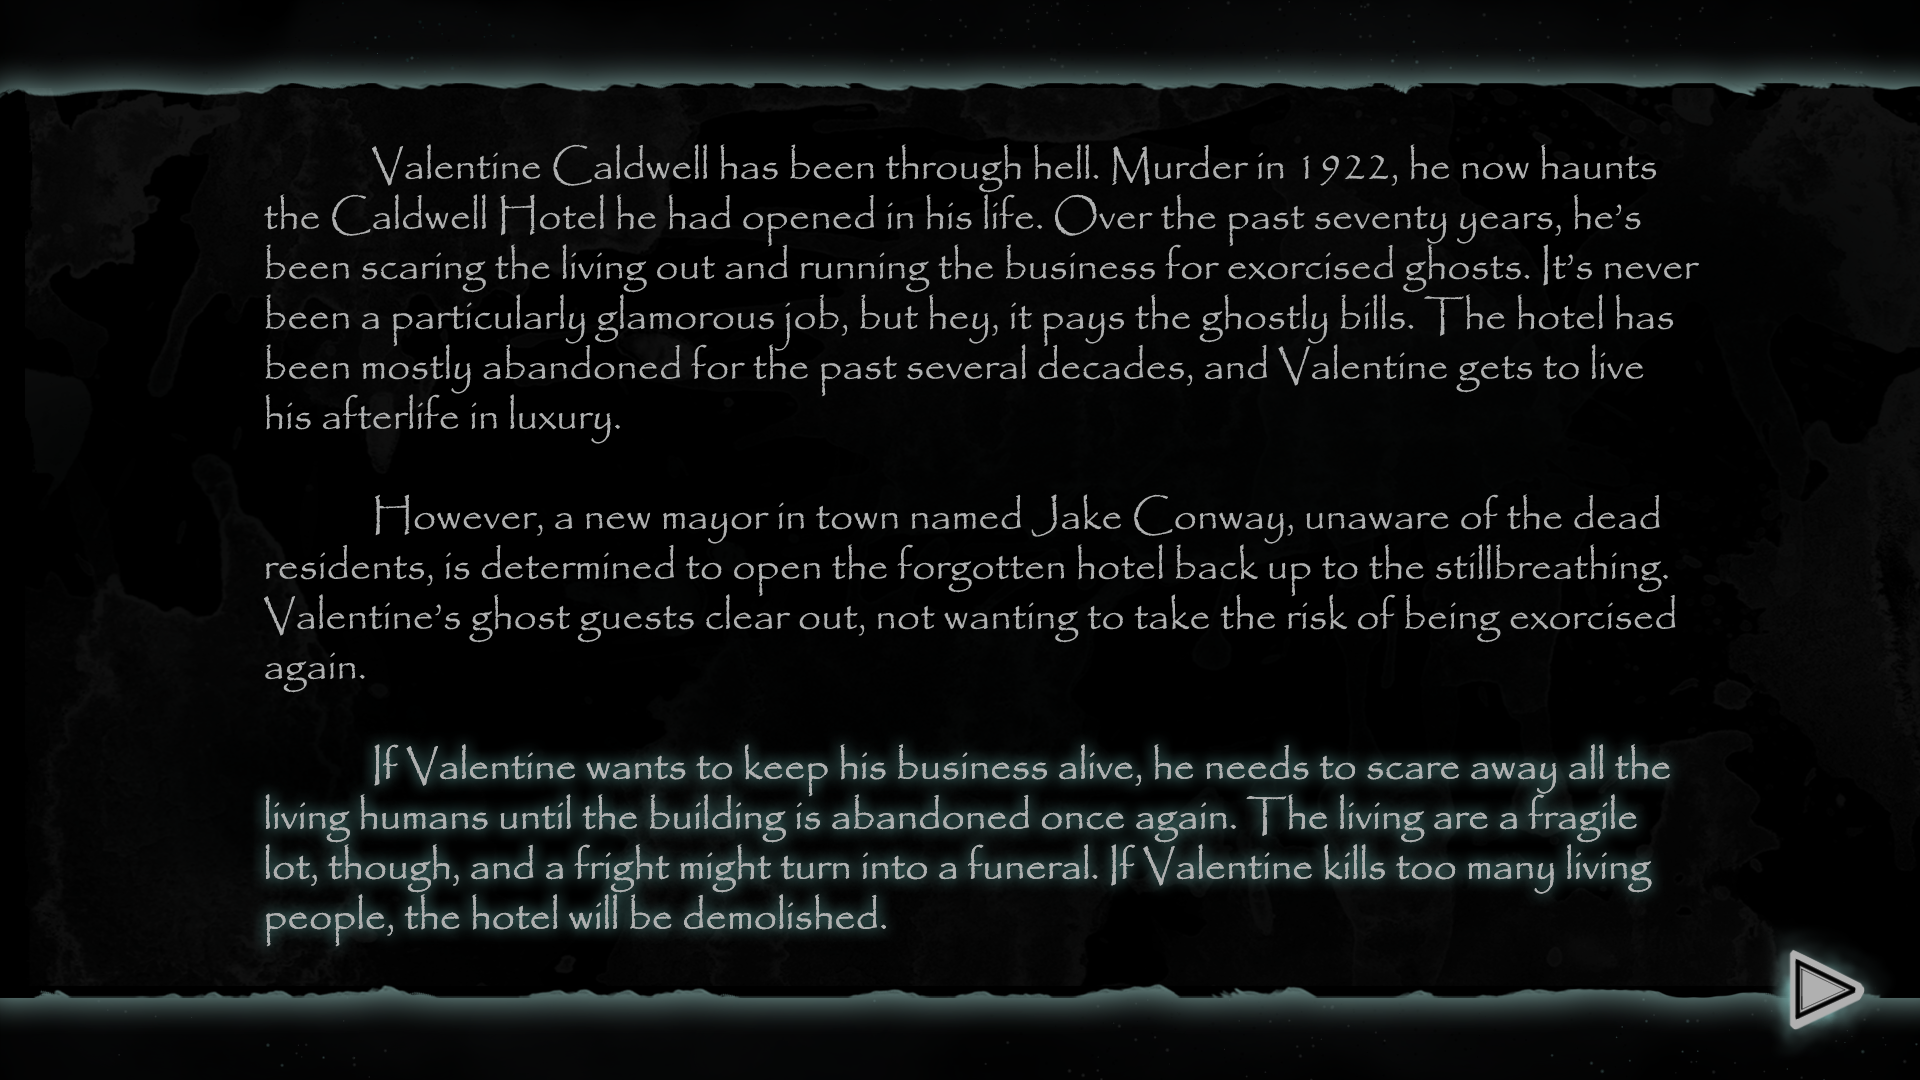 Valentine Caldwell has been through hell. Murder in 1922, he now haunts
the Caldwell Hotel he had opened in his life. Over the past seventy years, he's
been scaring the living out and running the business for exorcised ghosts. It's never
been a particularly glamorous job, but hey, it pays the ghostly bills. The hotel has
been mostly abandoned for the past several decades, and Valentine gets to live
his afterlife in luxury.
However, a new mayor in town named Jake Conway, unaware of the dead
residents, is determined to open the forgotten hotel back up to the stillbreathing.
Valentine's ghost guests clear out, not wanting to take the risk of being exorcised
again.
If Valentine wants to keep his business alive, he needs to scare away all the
living humans until the building is abandoned once again. The living are a fragile
lot, though, and a fright might turn into a funeral. If Valentine kills too many living
people, the hotel will be demolished.